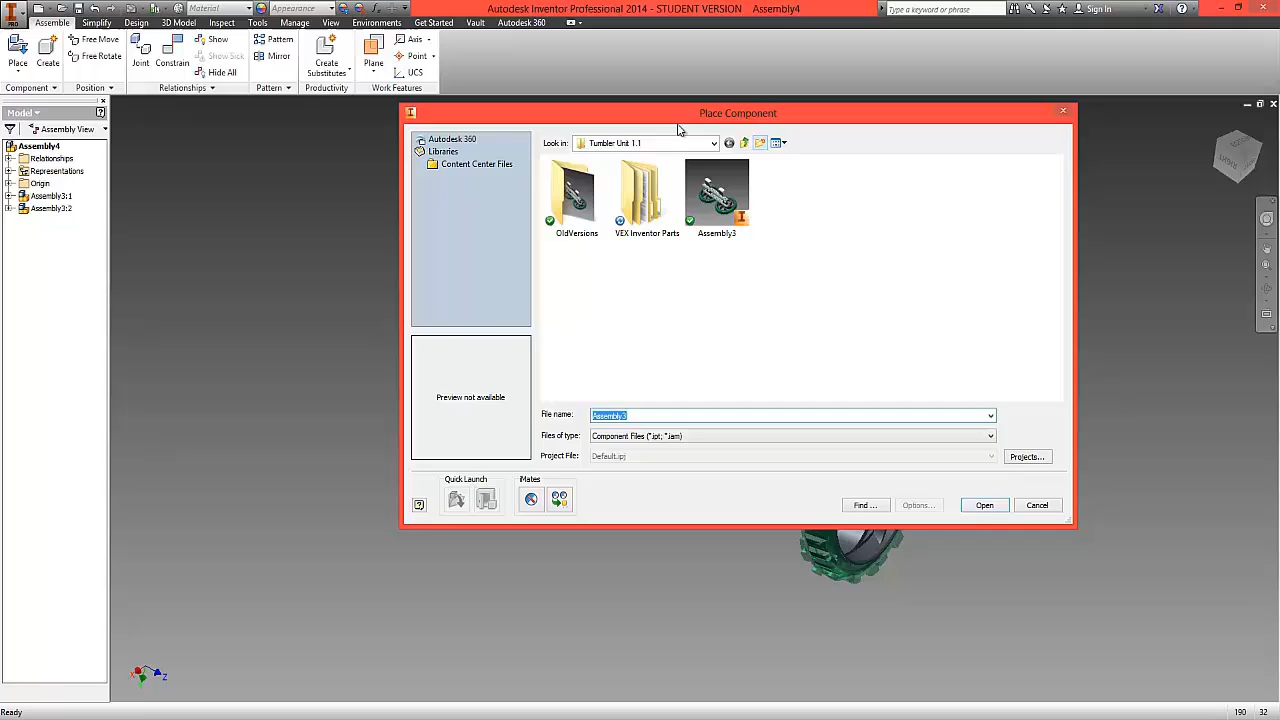 Autodesk Inventor Professional 2014 - STUDENT VERSION Assembly4
Material
Appearance
Type a keyword or phrase
Sign In
PRO
Assemble Simplify Design 3D Model Inspect Tools Manage View Environments Get Started Vault Autodesk 360
Place
Create
Free Move
Free Rotate
Joint
Constrain
Show
Show Sick
Hide All
Pattern
Mirror
Create
Substitutes
Plane
Axis
Point
UCS
Component
Position
Relationships
Pattern
Productivity
Work Features
Model
Assembly View
Assembly4
Relationships
Representations
Origin
Assembly3:1
Assembly3:2
Place Component
Autodesk 360
Libraries
Content Center Files
Look in:
Tumbler Unit 1.1
OldVersions
VEX Inventor Parts
Assembly3
Preview not available
File name:
Assembly3
Files of type:
Component Files (*.ipt; *.iam)
Project File:
Default.ipj
Projects...
Quick Launch
iMates
Find ...
Options...
Open
Cancel
X
Z
Ready
190 32